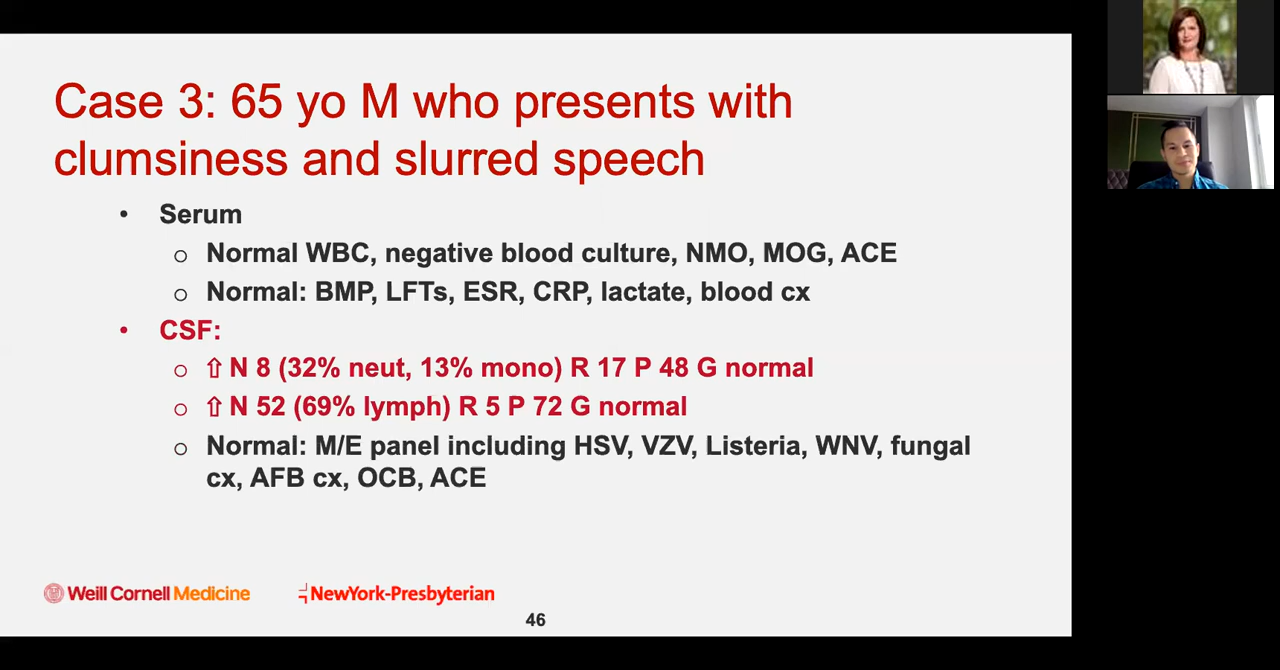 Case 3: 65 yo M who presents with
clumsiness and slurred speech
• Serum
o Normal WBC, negative blood culture, NMO, MOG, ACE
o Normal: BMP, LFTs, ESR, CRP, lactate, blood cx
• CSF:
o ⇧ N 8 (32% neut, 13% mono) R 17 P 48 G normal
o ⇧ N 52 (69% lymph) R 5 P 72 G normal
o Normal: M/E panel including HSV, VZV, Listeria, WNV, fungal
cx, AFB cx, OCB, ACE
Weill Cornell Medicine
NewYork-Presbyterian
46